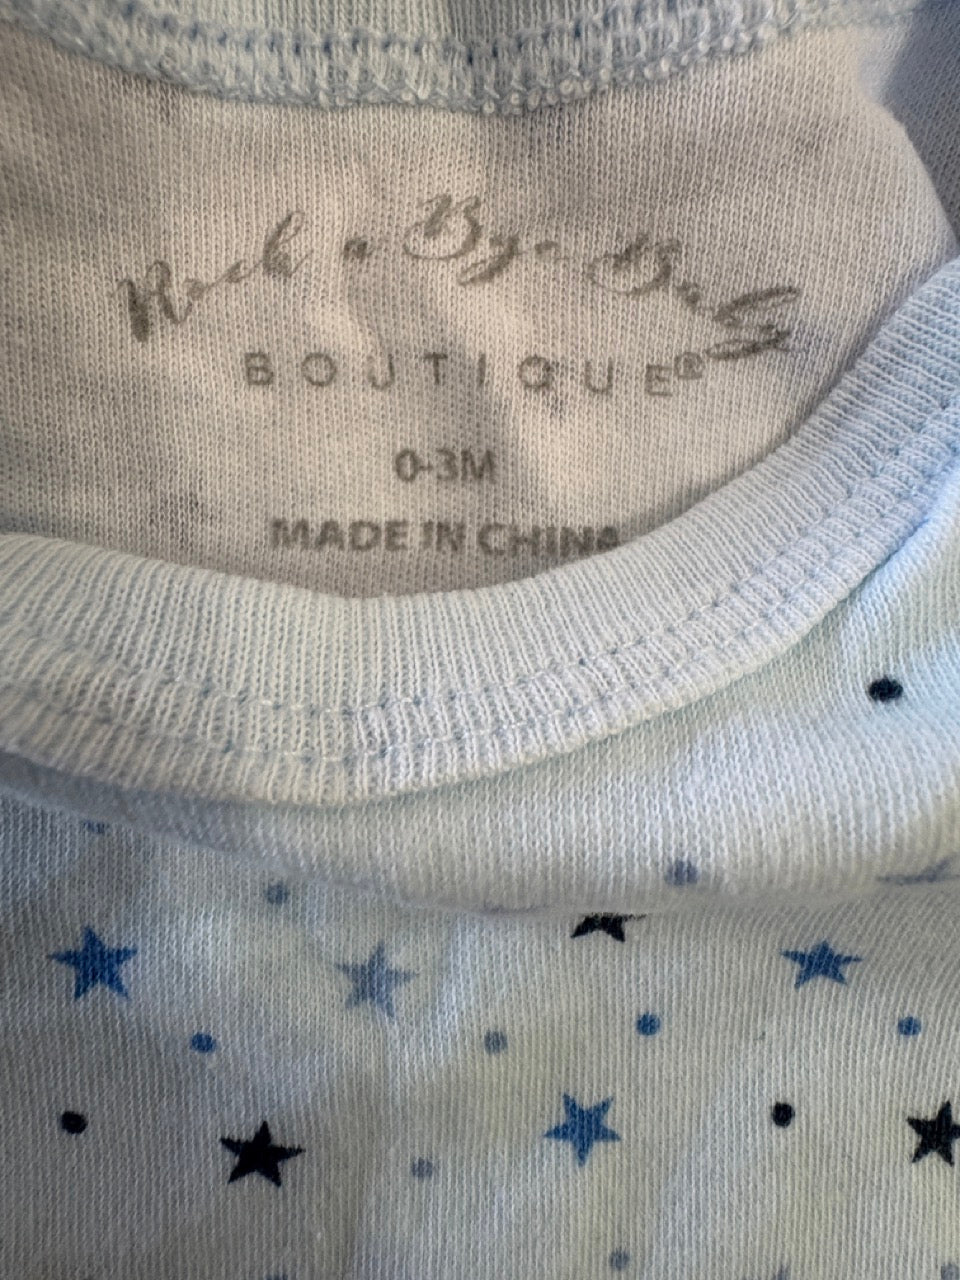 Rock a Bye Baby
BOUTIQUE®
0-3M
MADE IN CHINA